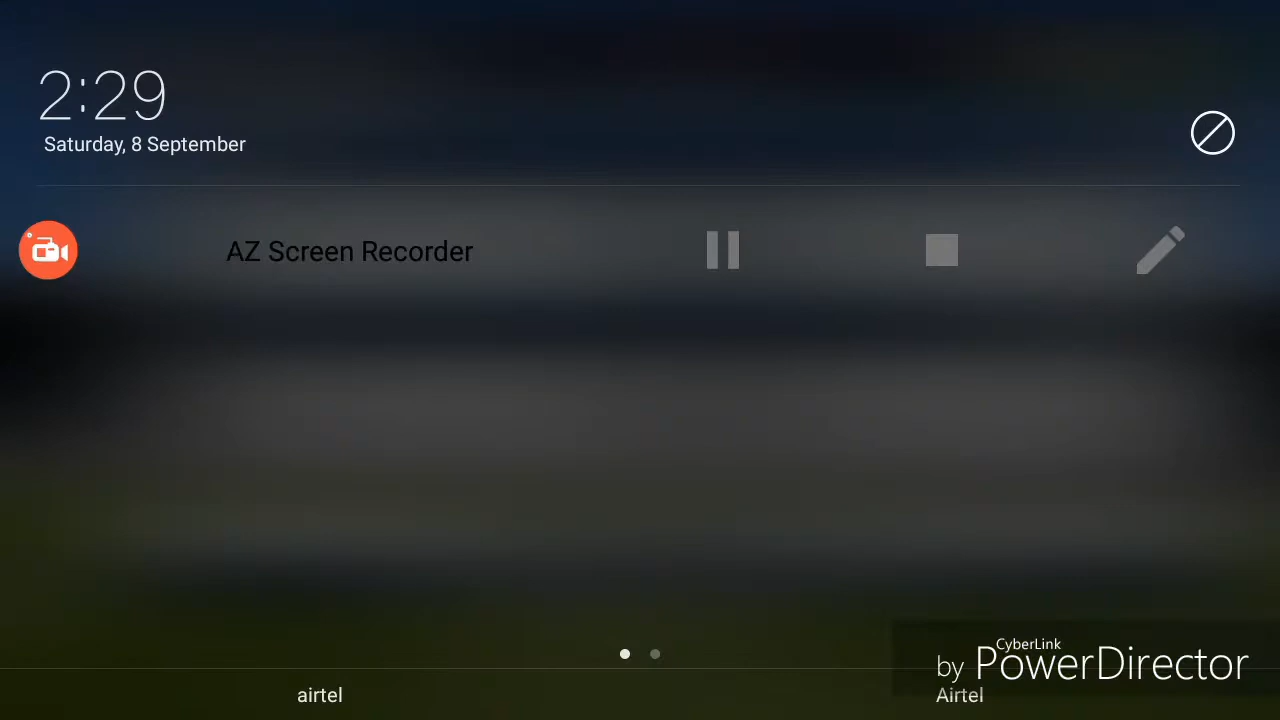 2:29
Saturday, 8 September
AZ Screen Recorder
CyberLink
by PowerDirector
airtel
Airtel